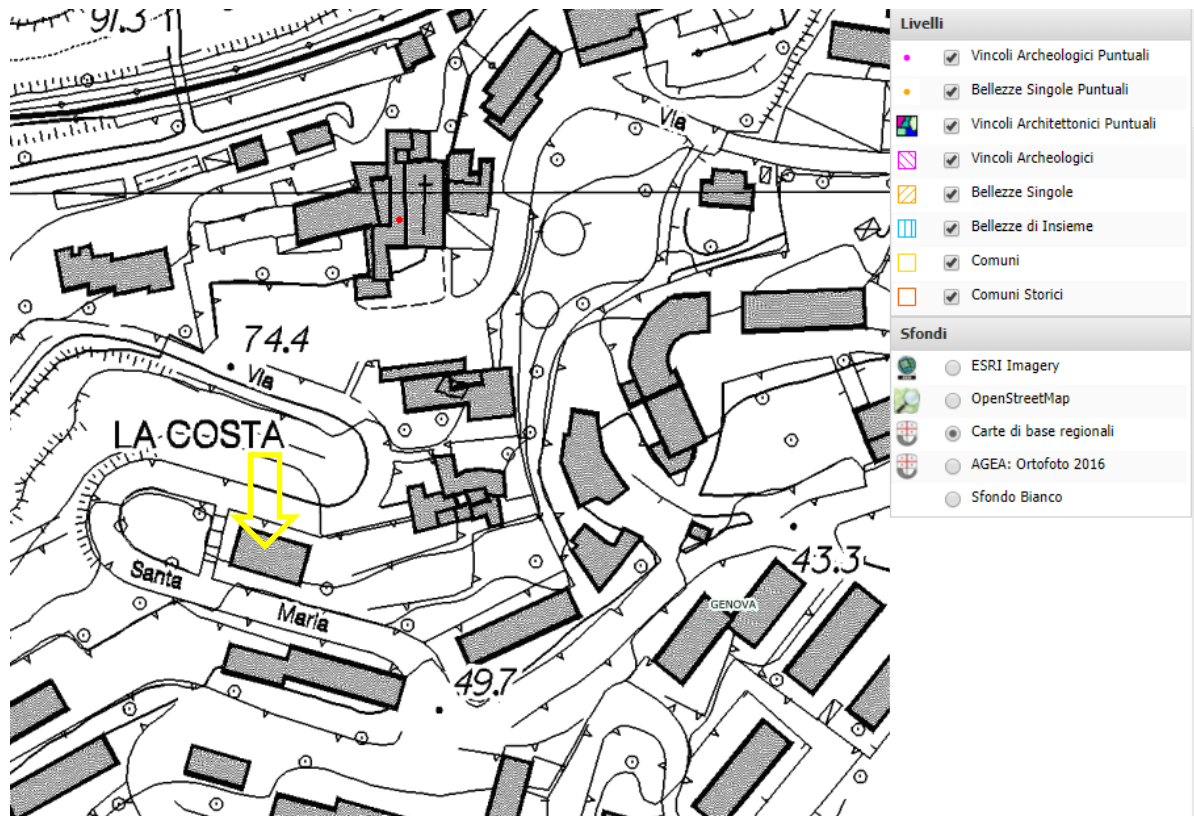 91.3
Via
74.4
Via
LA COSTA
Santa
Maria
49.7
43.3
GENOVA
Livelli
Vincoli Archeologici Puntuali
Bellezze Singole Puntuali
Vincoli Architettonici Puntuali
Vincoli Archeologici
Bellezze Singole
Bellezze di Insieme
Comuni
Comuni Storici
Sfondi
ESRI Imagery
OpenStreetMap
Carte di base regionali
AGEA: Ortofoto 2016
Sfondo Bianco